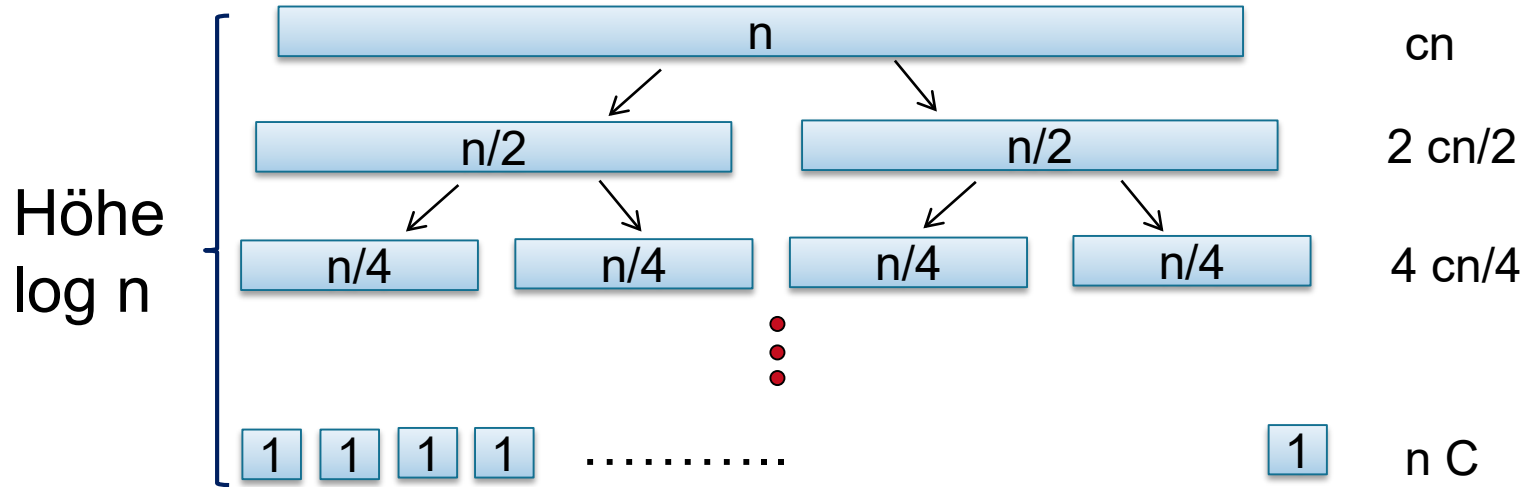 n
cn
n/2 n/2
2 cn/2
Höhe
log n
n/4 n/4 n/4 n/4
4 cn/4
1 1 1 1 ........... 1
n C